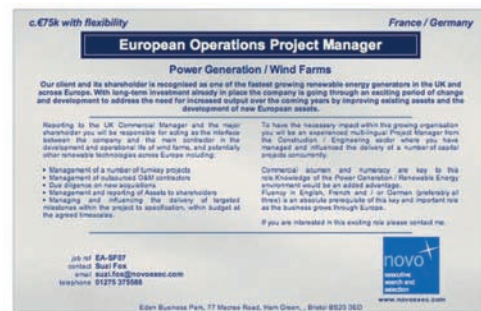 c.€75k with flexibility
France / Germany
European Operations Project Manager
Power Generation / Wind Farms
Our client and its shareholder is recognised as one of the fastest growing renewable energy generators in the UK and
across Europe. With long-term investment already in place the company is going through an exciting period of change
and development to address the need for increased output over the coming years by improving existing assets and the
development of new European assets.
Reporting to the UK Commercial Manager and the major
shareholder you will be responsible for acting as the interface
between the company and the main contractor in the
development and operational life of wind farms, and potentially
other renewable technologies across Europe including:
• Management of a number of turnkey projects
• Management of outsourced O&M contractors
• Due diligence on new acquisitions
• Management and reporting of Assets to shareholders
• Managing and influencing the delivery of targeted
milestones within the project to specification, within budget at
the agreed timescales.
To have the necessary impact within this growing organisation
you will be an experienced multi-lingual Project Manager from
the Construction / Engineering sector where you have
managed and influenced the delivery of a number of capital
projects concurrently.
Commercial acumen and numeracy are key to this
role. Knowledge of the Power Generation / Renewable Energy
environment would be an added advantage.
Fluency in English, French and / or German (preferably all
three) is an absolute prerequisite of this key and important role
as the business grows through Europe.
If you are interested in this exciting role please contact me.
job ref EA-SF07
contact Suzi Fox
email suzi.fox@novoexec.com
telephone 01275 375588
novo
executive
search and
selection
www.novoexec.com
Eden Business Park, 77 Macrae Road, Ham Green, , Bristol BS20 0ED